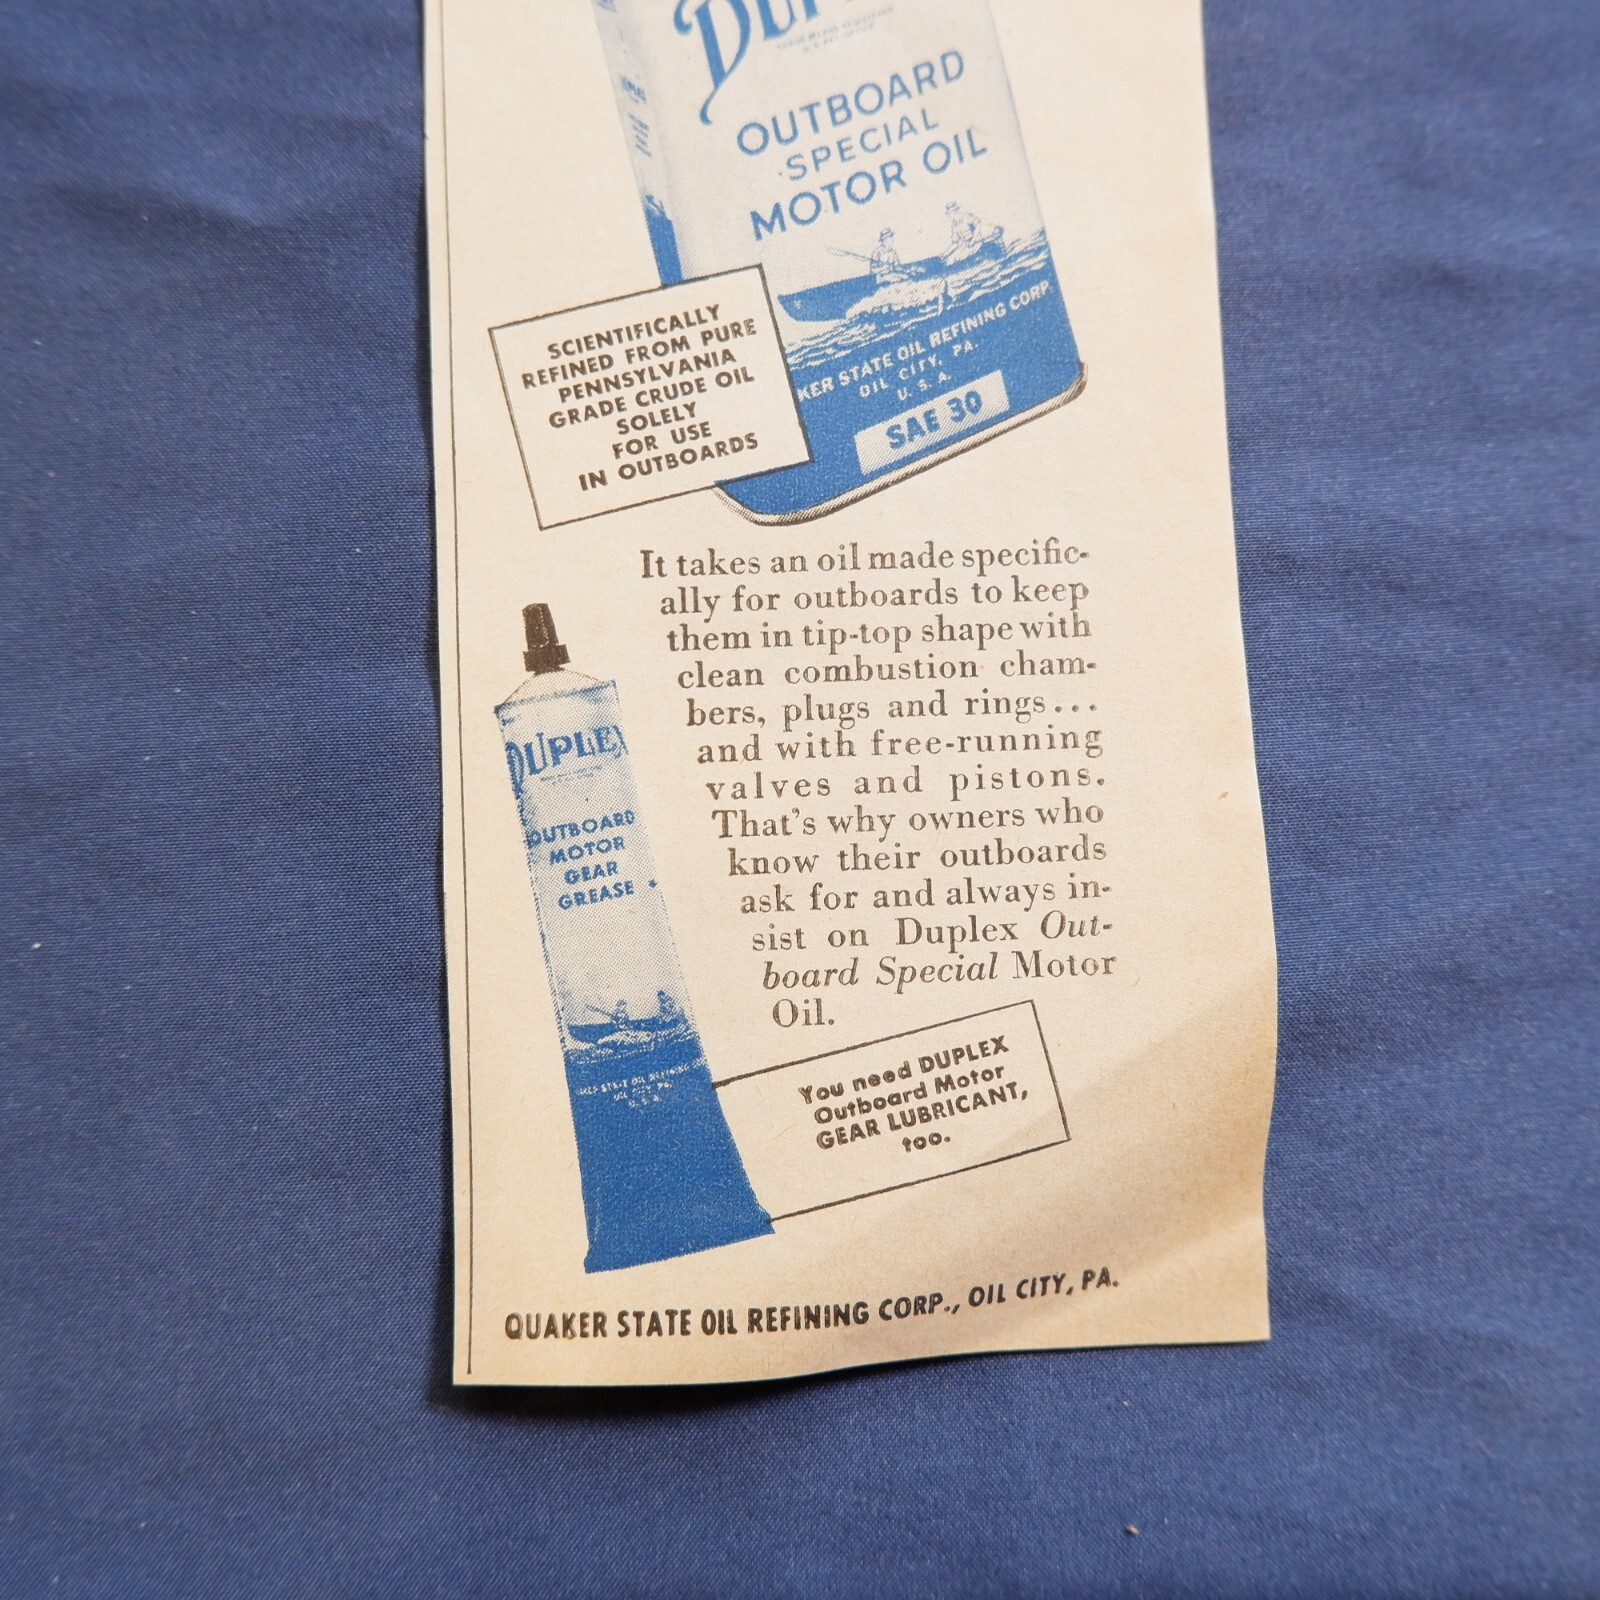 OUTBOARD
SPECIAL
MOTOR OIL
KER STATE OIL REFINING CORP.
OIL CITY, PA.
U. S. A.
SAE 30
SCIENTIFICALLY
REFINED FROM PURE
PENNSYLVANIA
GRADE CRUDE OIL
SOLELY
FOR USE
IN OUTBOARDS
It takes an oil made specific-
ally for outboards to keep
them in tip-top shape with
clean combustion cham-
bers, plugs and rings...
and with free-running
valves and pistons.
That's why owners who
know their outboards
ask for and always in-
sist on Duplex Out-
board Special Motor
Oil.
DUPLEX
OUTBOARD
MOTOR
GEAR
GREASE
OIL CITY, PA.
U. S. A.
You need DUPLEX
Outboard Motor
GEAR LUBRICANT,
too.
QUAKER STATE OIL REFINING CORP., OIL CITY, PA.